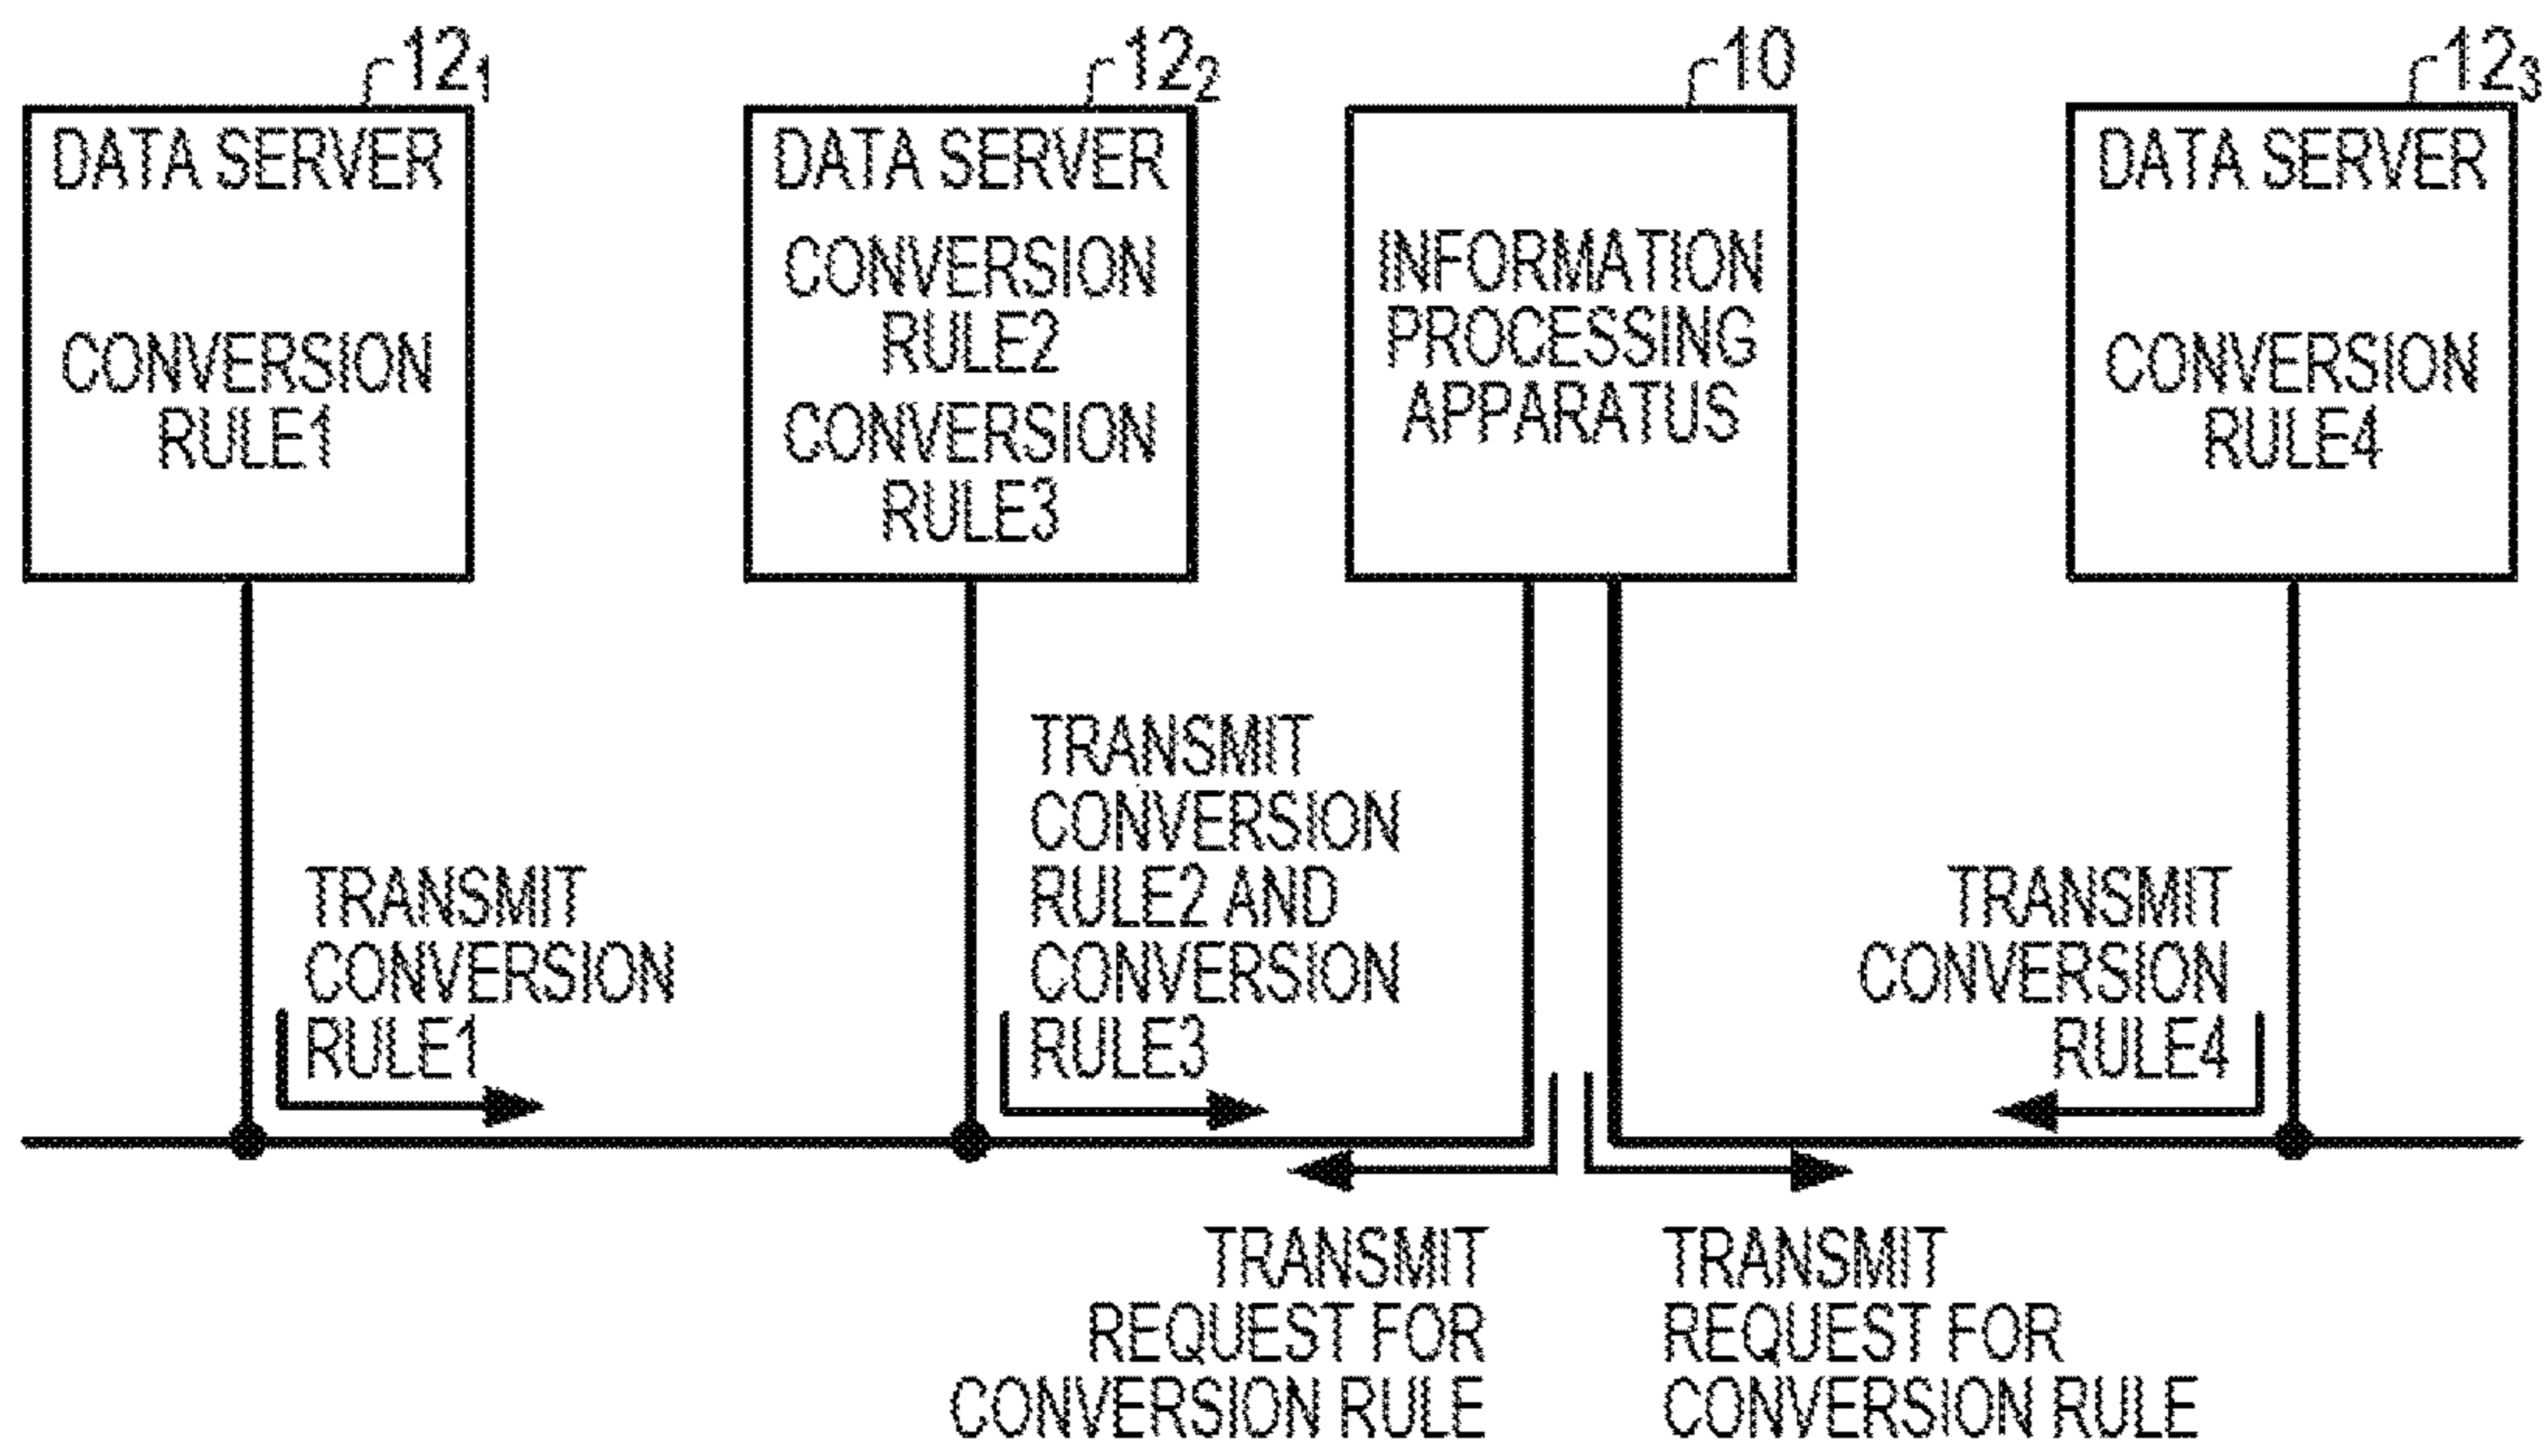 12₁
DATA SERVER
CONVERSION
RULE1
12₂
DATA SERVER
CONVERSION
RULE2
CONVERSION
RULE3
10
INFORMATION
PROCESSING
APPARATUS
12₃
DATA SERVER
CONVERSION
RULE4
TRANSMIT
CONVERSION
RULE1
TRANSMIT
CONVERSION
RULE2 AND
CONVERSION
RULE3
TRANSMIT
CONVERSION
RULE4
TRANSMIT
REQUEST FOR
CONVERSION RULE
TRANSMIT
REQUEST FOR
CONVERSION RULE